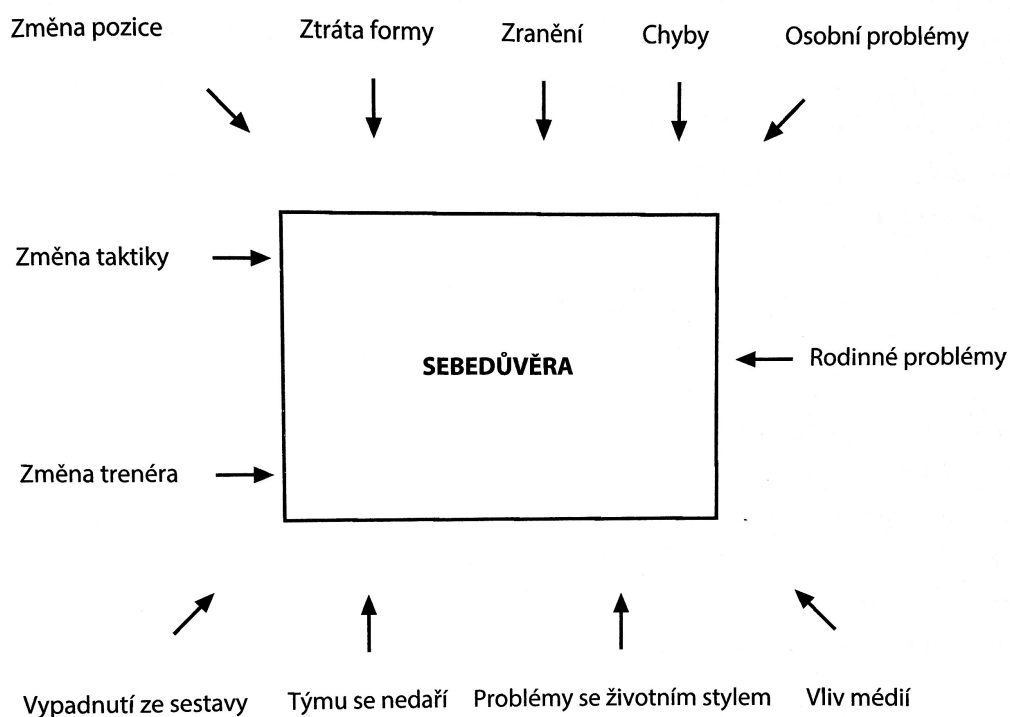 Změna pozice
Ztráta formy
Zranění
Chyby
Osobní problémy
Změna taktiky
SEBEDŮVĚRA
Rodinné problémy
Změna trenéra
Vypadnutí ze sestavy
Týmu se nedaří
Problémy se životním stylem
Vliv médií